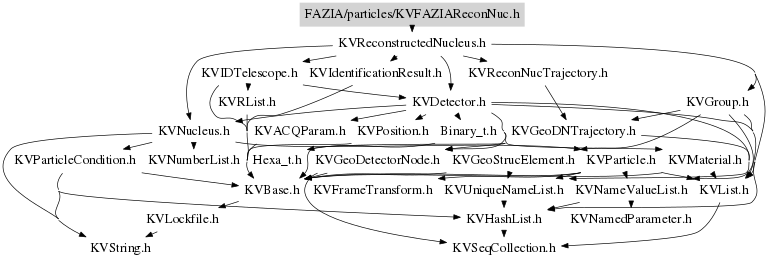 FAZIA/particles/KVFAZIAReconNuc.h
KVReconstructedNucleus.h
KVIDTelescope.h KVIdentificationResult.h KVReconNucTrajectory.h
KVRList.h KVDetector.h KVGroup.h
KVNucleus.h KVACQParam.h KVPosition.h Binary_t.h KVGeoDNTrajectory.h
KVParticleCondition.h KVNumberList.h Hexa_t.h KVGeoDetectorNode.h KVGeoStrucElement.h KVParticle.h KVMaterial.h
KVBase.h KVFrameTransform.h KVUniqueNameList.h KVNameValueList.h KVList.h
KVLockfile.h KVHashList.h KVNamedParameter.h
KVString.h KVSeqCollection.h